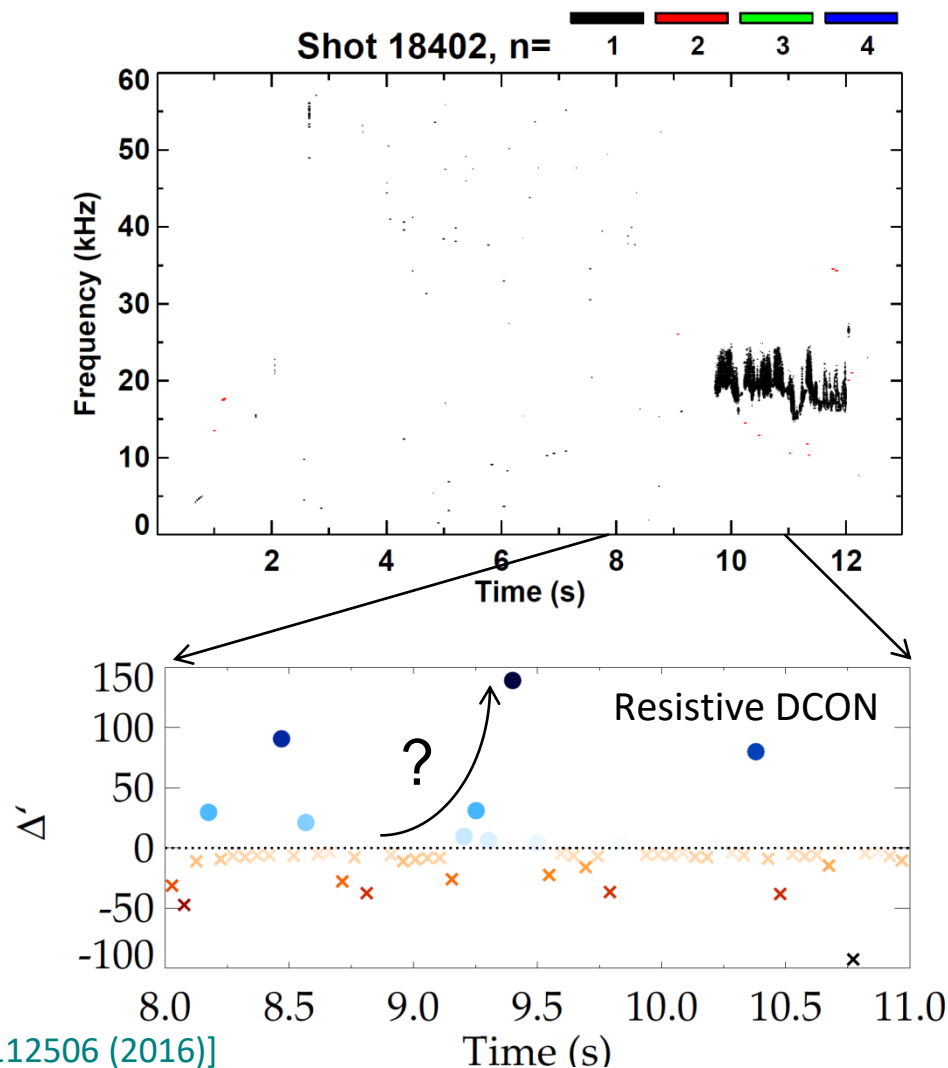 Shot 18402, n= 1 2 3 4
60
50
40
30
20
10
0
Frequency (kHz)
2 4 6 8 10 12
Time (s)
150
100
50
0
-50
-100
Δ′
Resistive DCON
?
8.0 8.5 9.0 9.5 10.0 10.5 11.0
.12506 (2016)] Time (s)